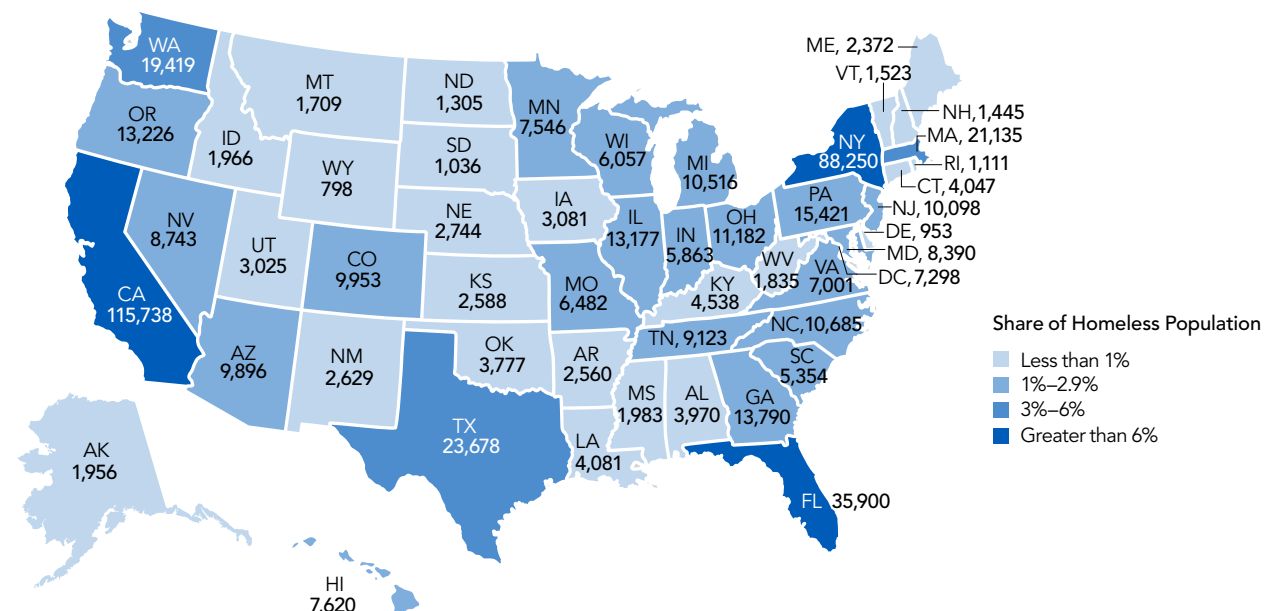 WA
19,419
MT
1,709
ND
1,305
MN
7,546
ME, 2,372
VT, 1,523
NH, 1,445
MA, 21,135
RI, 1,111
CT, 4,047
NJ, 10,098
DE, 953
MD, 8,390
DC, 7,298
OR
13,226
ID
1,966
WY
798
SD
1,036
WI
6,057
MI
10,516
NY
88,250
PA
15,421
NV
8,743
UT
3,025
CO
9,953
NE
2,744
IA
3,081
IL
13,177
IN
5,863
OH
11,182
WV
1,835
VA
7,001
CA
115,738
KS
2,588
MO
6,482
KY
4,538
TN, 9,123
NC, 10,685
AZ
9,896
NM
2,629
OK
3,777
AR
2,560
MS
1,983
AL
3,970
GA
13,790
SC
5,354
TX
23,678
LA
4,081
FL 35,900
AK
1,956
HI
7,620
Share of Homeless Population
Less than 1%
1%–2.9%
3%–6%
Greater than 6%